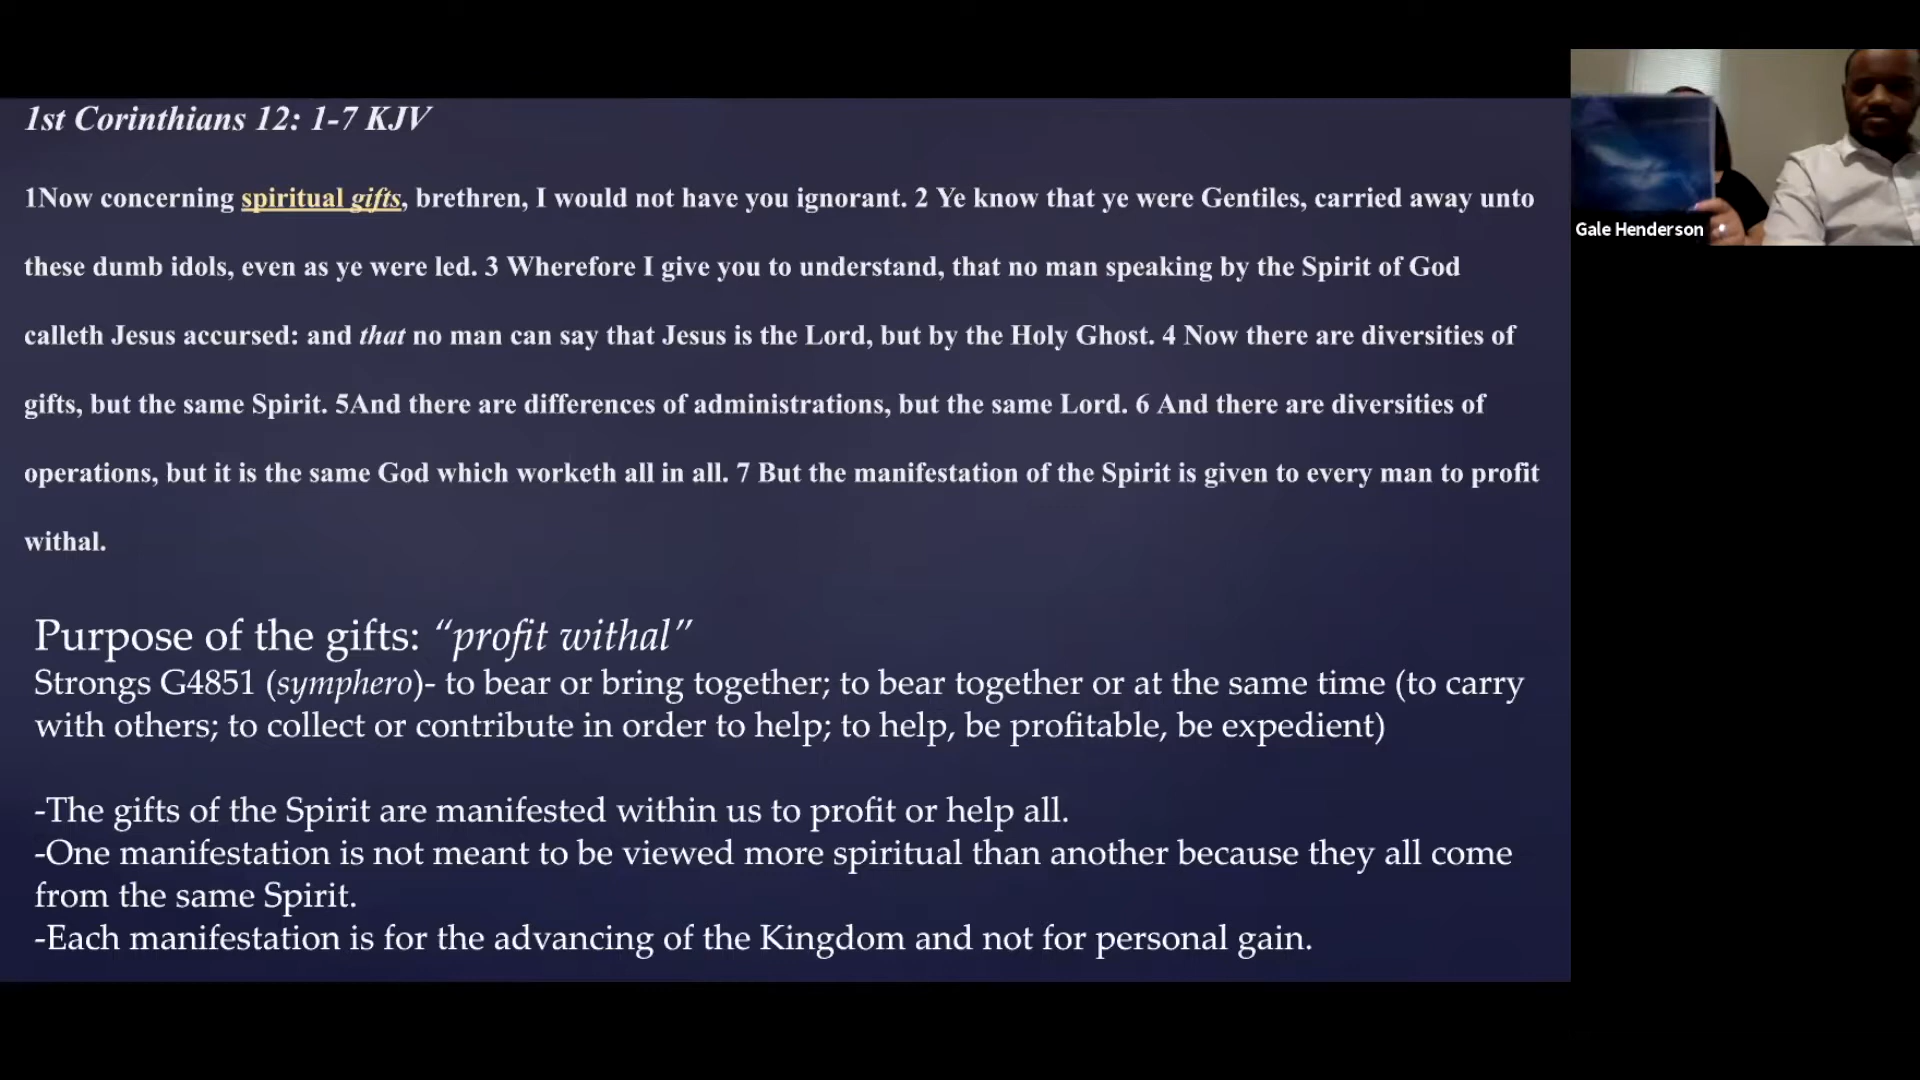 1st Corinthians 12: 1-7 KJV
1Now concerning spiritual gifts, brethren, I would not have you ignorant. 2 Ye know that ye were Gentiles, carried away unto
these dumb idols, even as ye were led. 3 Wherefore I give you to understand, that no man speaking by the Spirit of God
calleth Jesus accursed: and that no man can say that Jesus is the Lord, but by the Holy Ghost. 4 Now there are diversities of
gifts, but the same Spirit. 5And there are differences of administrations, but the same Lord. 6 And there are diversities of
operations, but it is the same God which worketh all in all. 7 But the manifestation of the Spirit is given to every man to profit
withal.
Purpose of the gifts: “profit withal”
Strongs G4851 (symphero)- to bear or bring together; to bear together or at the same time (to carry
with others; to collect or contribute in order to help; to help, be profitable, be expedient)
-The gifts of the Spirit are manifested within us to profit or help all.
-One manifestation is not meant to be viewed more spiritual than another because they all come
from the same Spirit.
-Each manifestation is for the advancing of the Kingdom and not for personal gain.
Gale Henderson